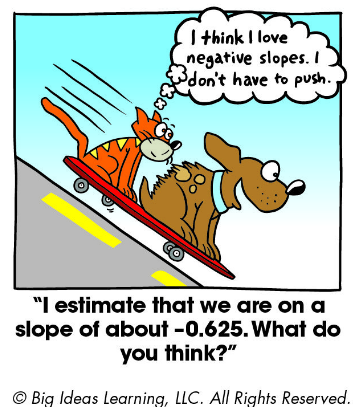 I think I love
negative slopes. I
don't have to push.
"I estimate that we are on a
slope of about –0.625. What do
you think?"
© Big Ideas Learning, LLC. All Rights Reserved.